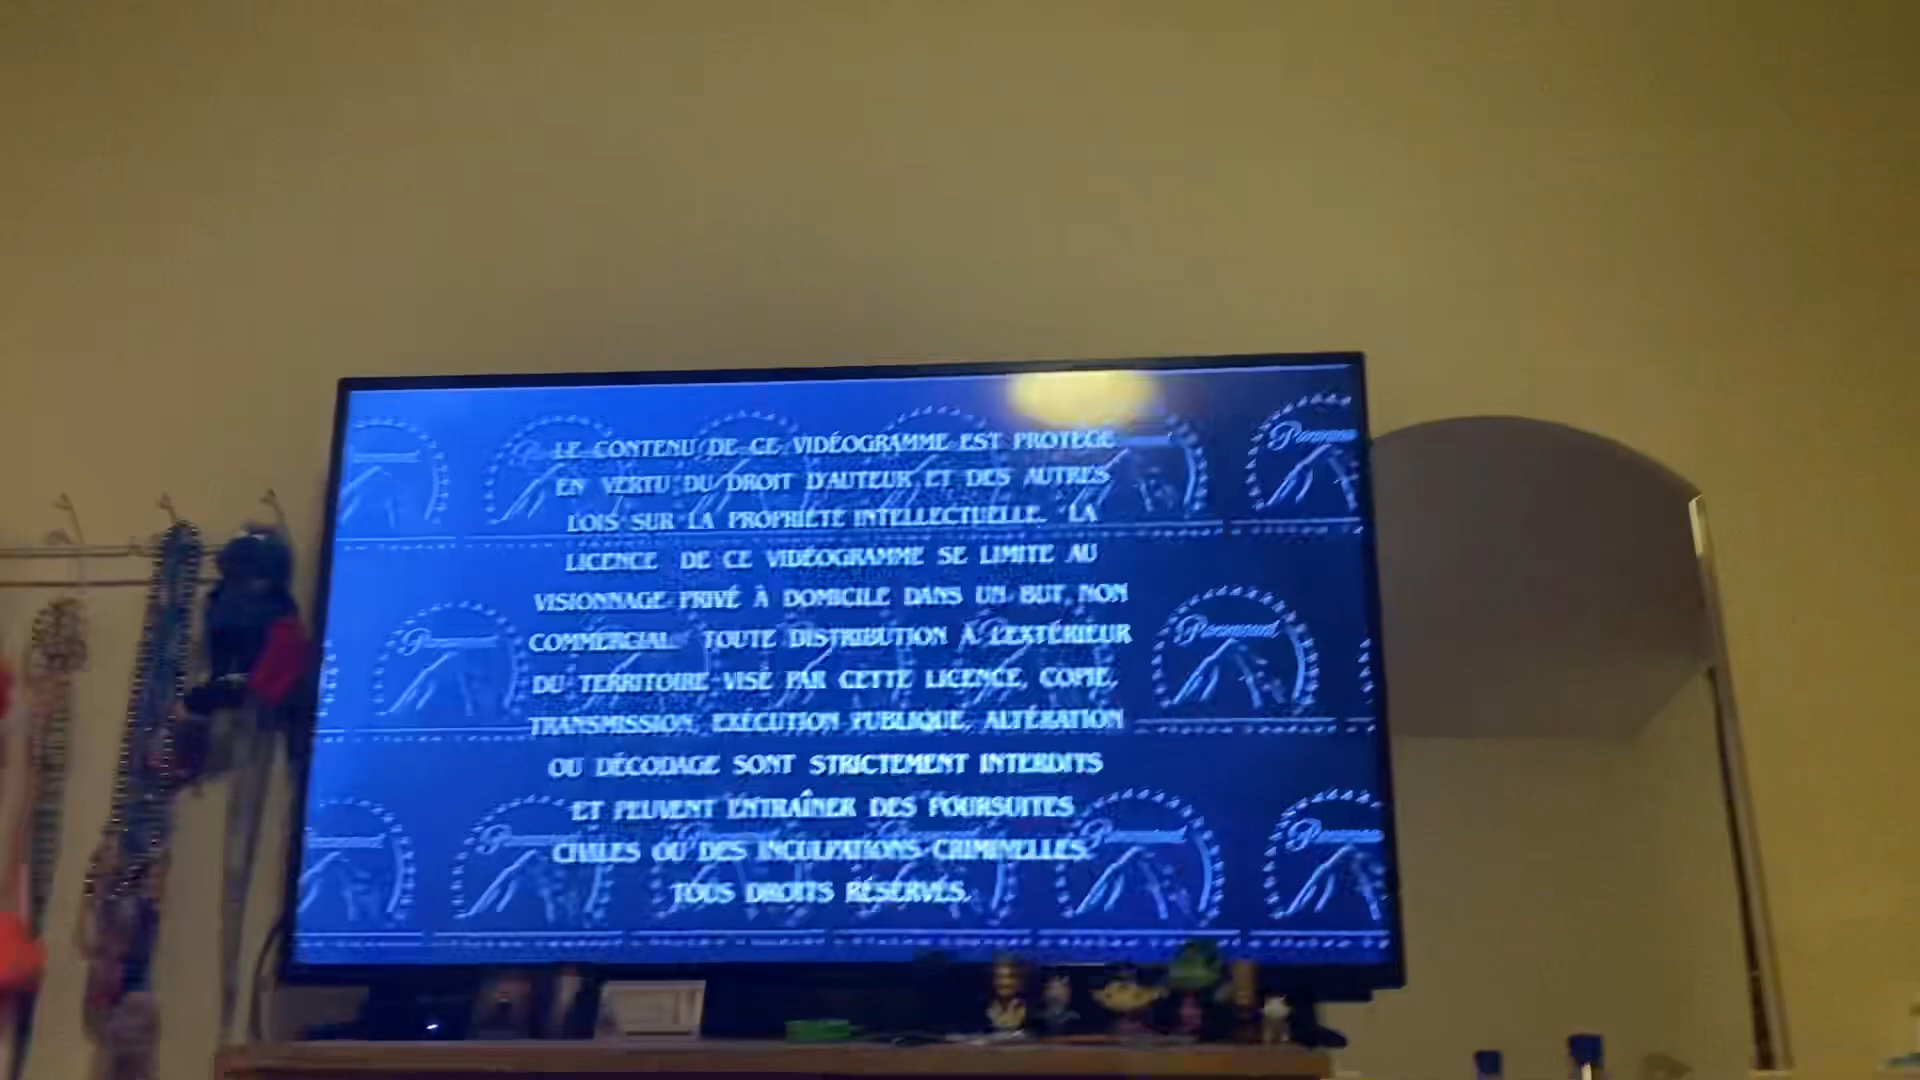 LE CONTENU DE CE VIDÉOGRAMME EST PROTÉGÉ
EN VERTU DU DROIT D'AUTEUR ET DES AUTRES
LOIS SUR LA PROPRIÉTÉ INTELLECTUELLE. LA
LICENCE DE CE VIDÉOGRAMME SE LIMITE AU
VISIONNAGE PRIVÉ À DOMICILE DANS UN BUT NON
COMMERCIAL. TOUTE DISTRIBUTION À L'EXTÉRIEUR
DU TERRITOIRE VISÉ PAR CETTE LICENCE, COPIE,
TRANSMISSION, EXÉCUTION PUBLIQUE, ALTÉRATION
OU DÉCODAGE SONT STRICTEMENT INTERDITS
ET PEUVENT ENTRAÎNER DES POURSUITES
CIVILES OU DES INCULPATIONS CRIMINELLES.
TOUS DROITS RÉSERVÉS.
Paramount
Paramount